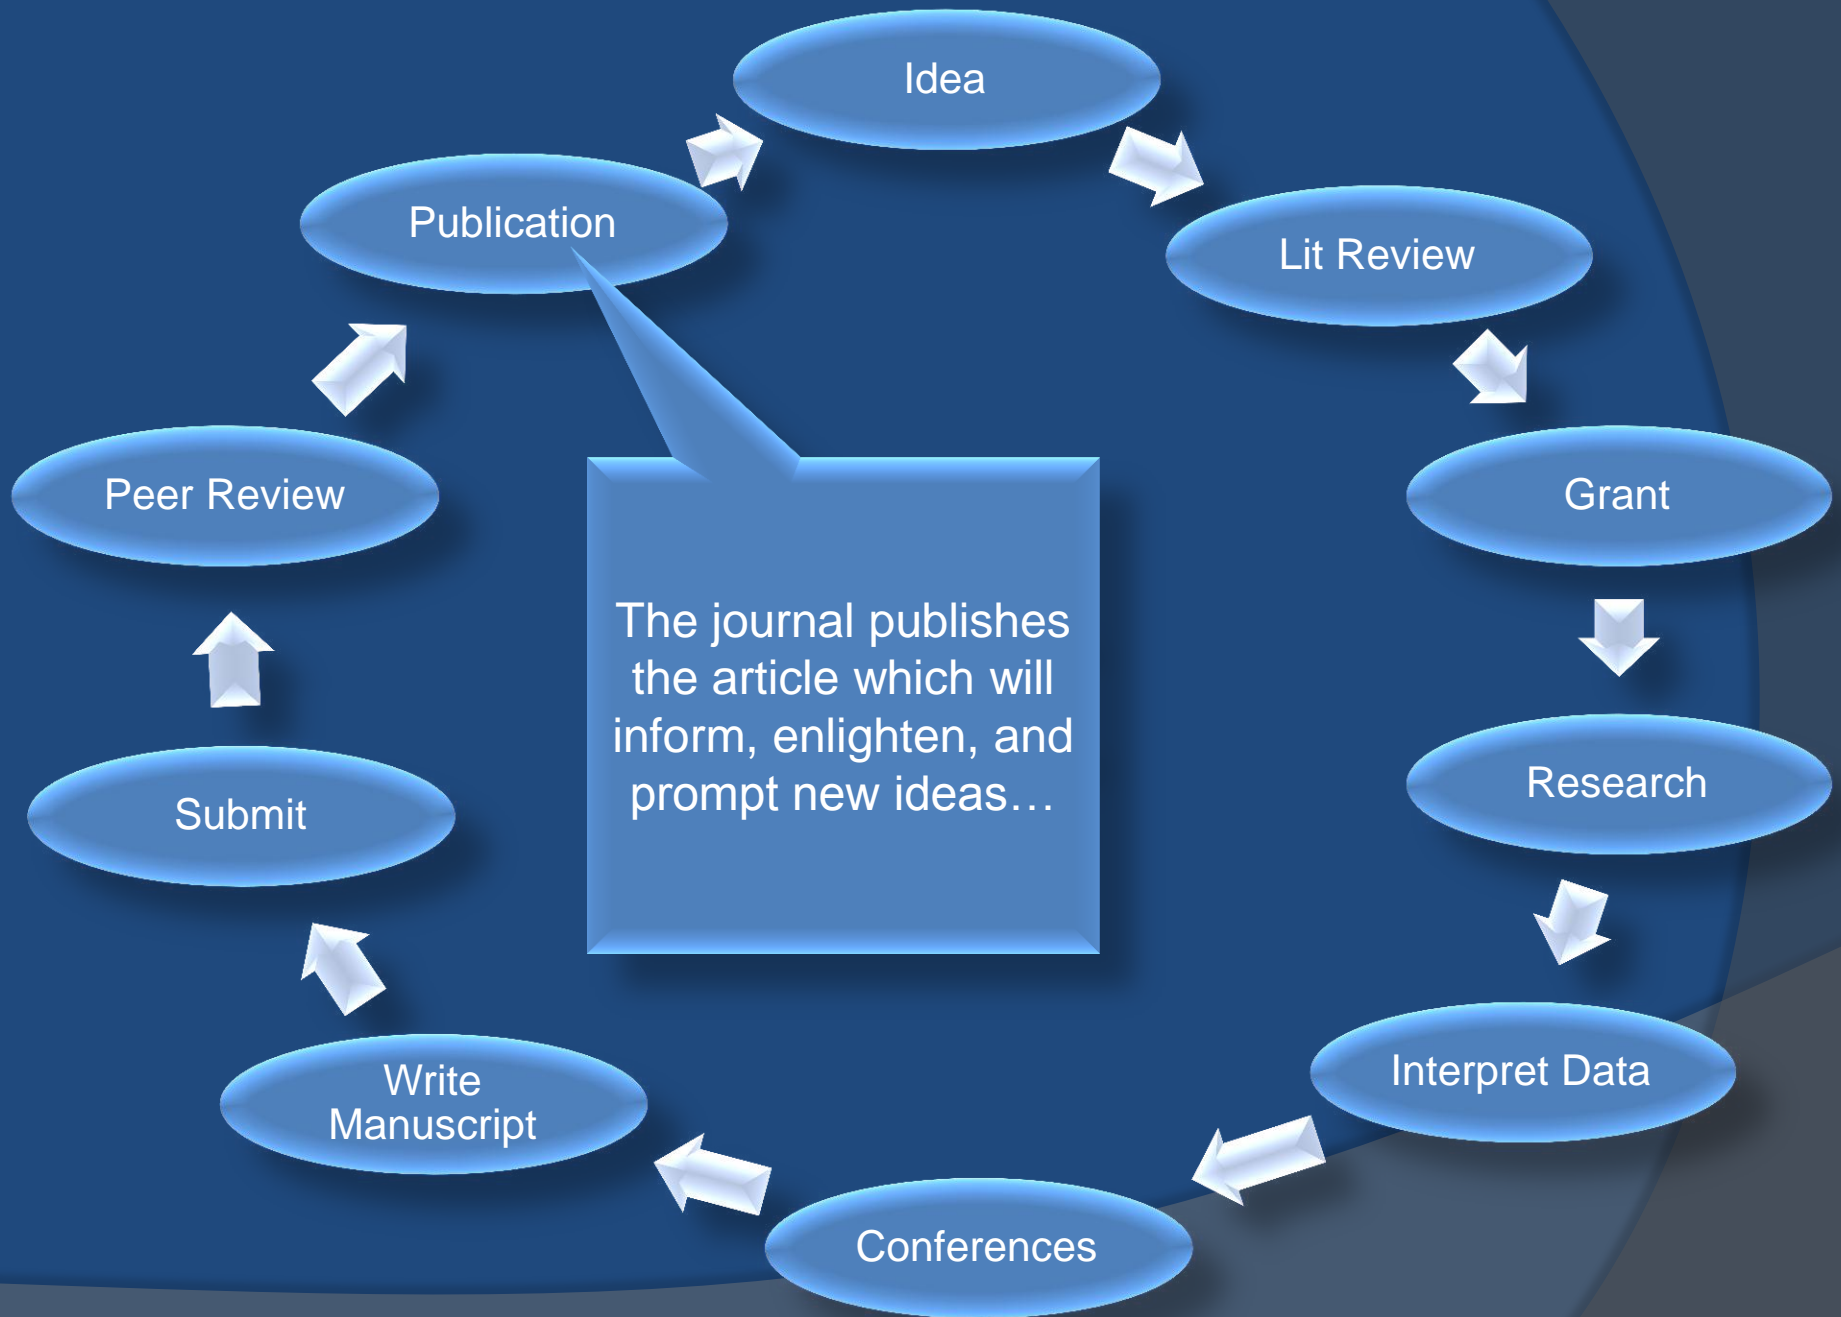 Idea
Publication
Lit Review
Peer Review
Grant
The journal publishes
the article which will
inform, enlighten, and
prompt new ideas…
Research
Submit
Interpret Data
Write
Manuscript
Conferences